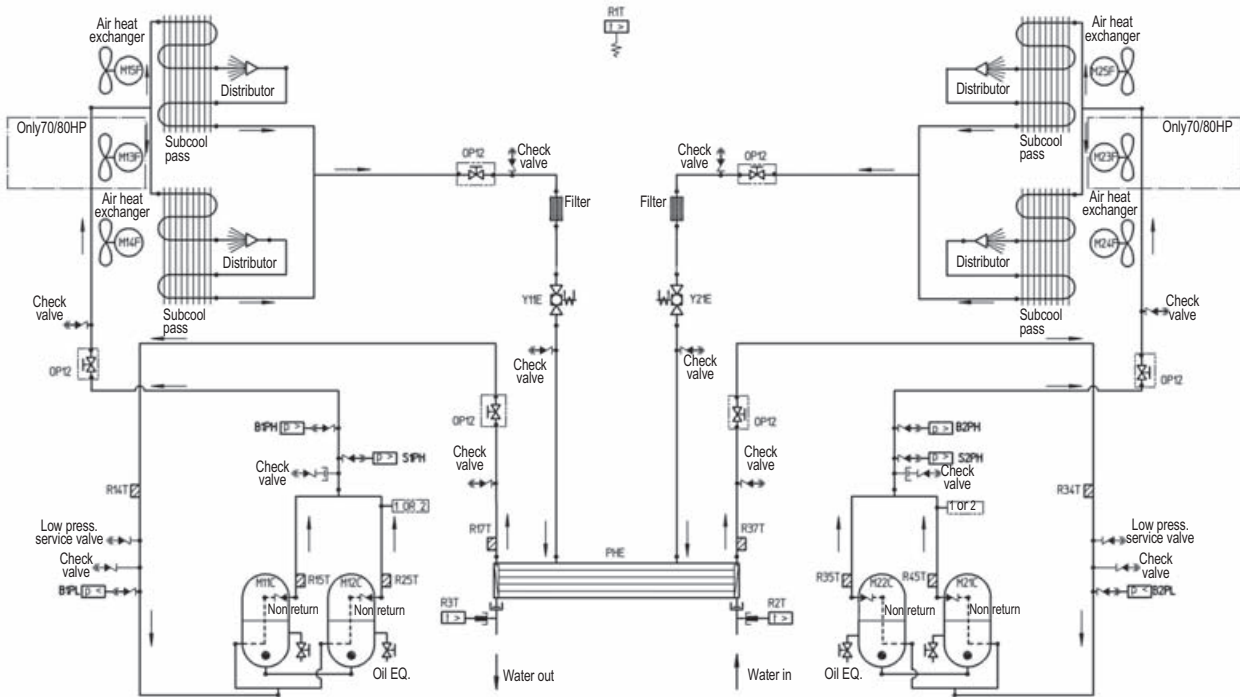 R1T
t >
Air heat
exchanger
M15F
Distributor
Only70/80HP
M13F
Subcool
pass
Air heat
exchanger
M14F
Distributor
Subcool
pass
Check
valve
OP12
OP12
Check
valve
Filter
Y11E
Check
valve
Air heat
exchanger
M25F
Distributor
Only70/80HP
M23F
Subcool
pass
Air heat
exchanger
M24F
Distributor
Subcool
pass
Check
valve
OP12
OP12
Check
valve
Filter
Y21E
Check
valve
B1PH
p >
S1PH
p >
Check
valve
OP12
Check
valve
R14T
1 OR 2
Low press.
service valve
Check
valve
B1PL
p <
M11C
R15T
M12C
R25T
Non return
Non return
Oil EQ.
R17T
PHE
R37T
R3T
t >
R2T
t >
Water out
Water in
OP12
Check
valve
p >
B2PH
p >
S2PH
Check
valve
1 or 2
R34T
Low press.
service valve
Check
valve
p <
B2PL
R35T
M22C
R45T
M21C
Non return
Non return
Oil EQ.